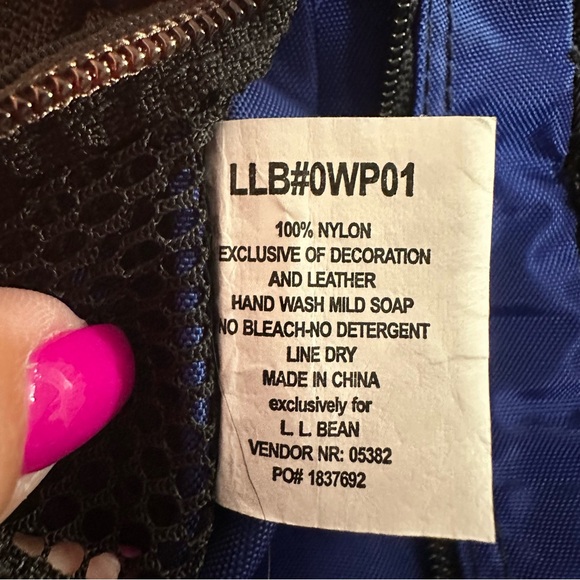 LLB#0WP01
100% NYLON
EXCLUSIVE OF DECORATION
AND LEATHER
HAND WASH MILD SOAP
NO BLEACH-NO DETERGENT
LINE DRY
MADE IN CHINA
exclusively for
L. L. BEAN
VENDOR NR: 05382
PO# 1837692